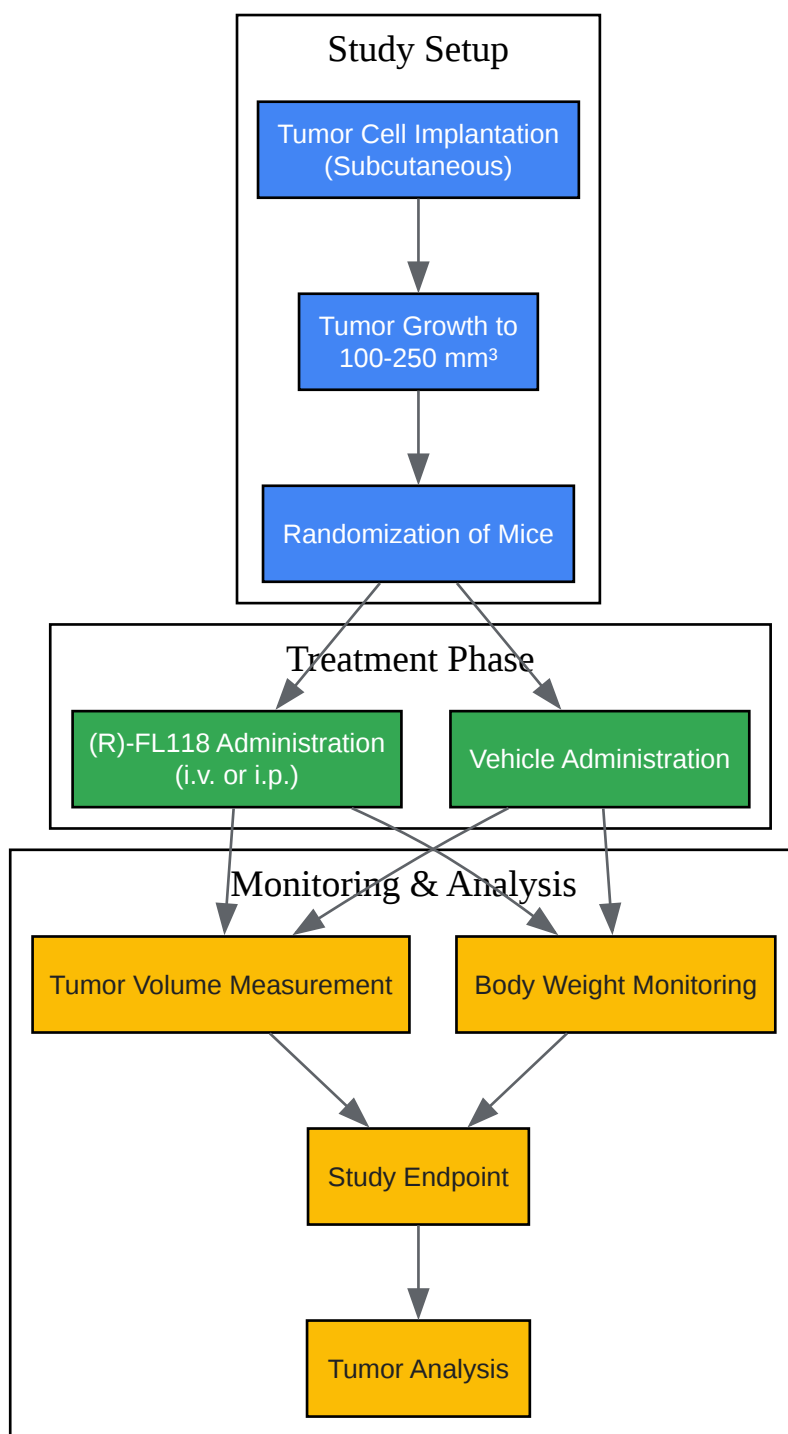 Study Setup
Tumor Cell Implantation
(Subcutaneous)
Tumor Growth to
100-250 mm³
Randomization of Mice
Treatment Phase
(R)-FL118 Administration
(i.v. or i.p.)
Vehicle Administration
Monitoring & Analysis
Tumor Volume Measurement
Body Weight Monitoring
Study Endpoint
Tumor Analysis